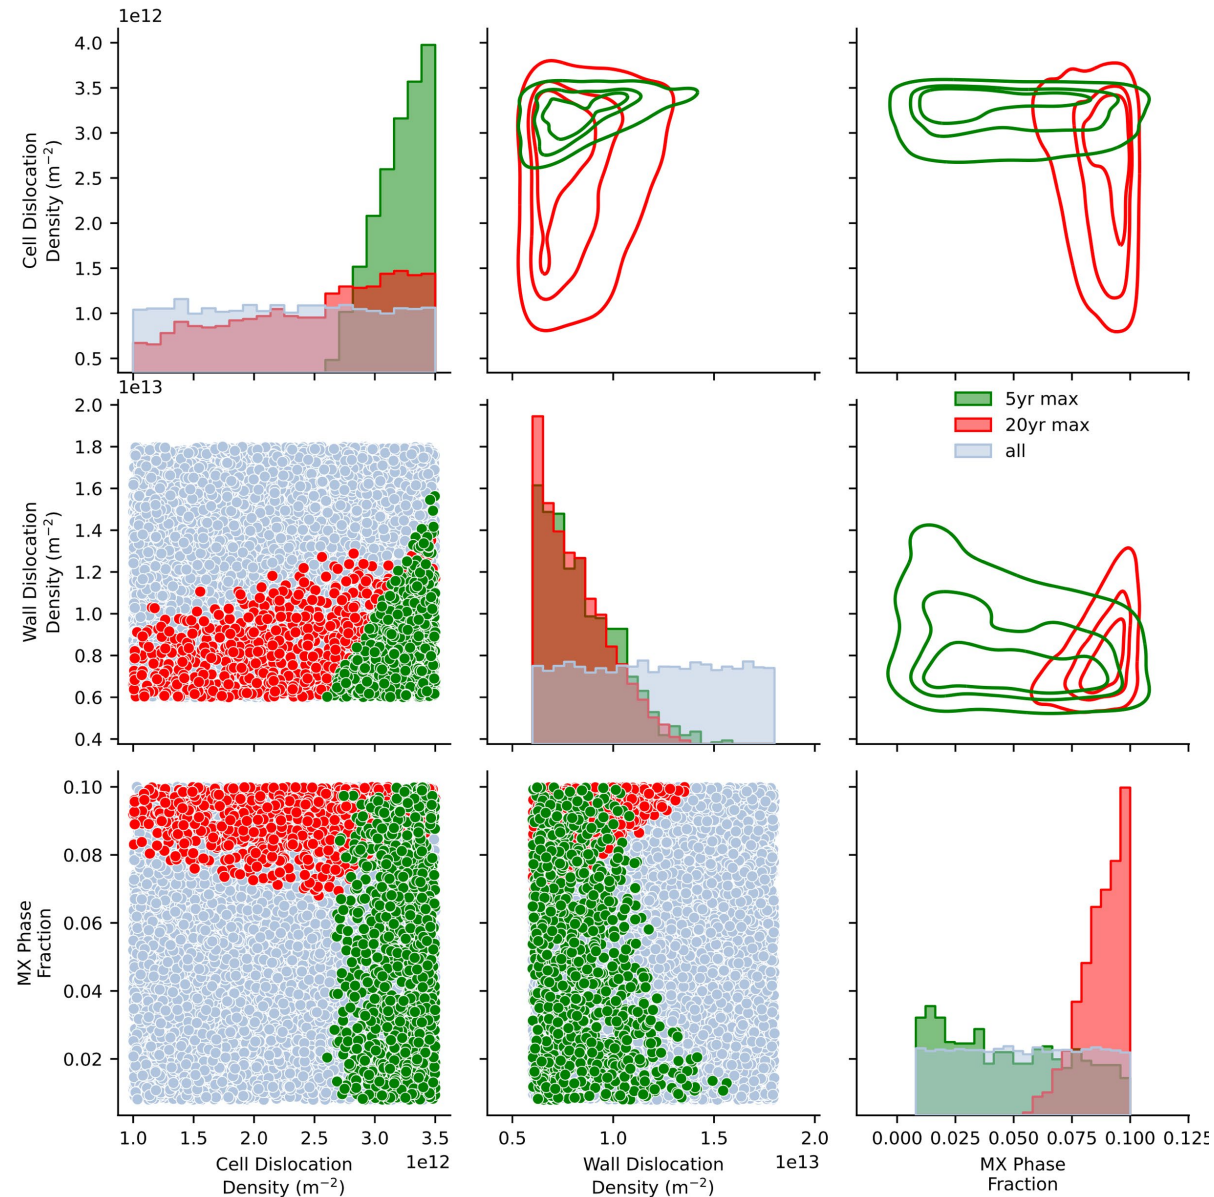 1e12
4.0
3.5
3.0
2.5
2.0
1.5
1.0
0.5
Cell Dislocation
Density (m⁻²)
1e13
2.0
1.8
1.6
1.4
1.2
1.0
0.8
0.6
0.4
Wall Dislocation
Density (m⁻²)
5yr max
20yr max
all
0.10
0.08
0.06
0.04
0.02
MX Phase
Fraction
1.0 1.5 2.0 2.5 3.0 3.5
Cell Dislocation
Density (m⁻²)
1e12
0.5 1.0 1.5 2.0
Wall Dislocation
Density (m⁻²)
1e13
0.000 0.025 0.050 0.075 0.100 0.125
MX Phase
Fraction